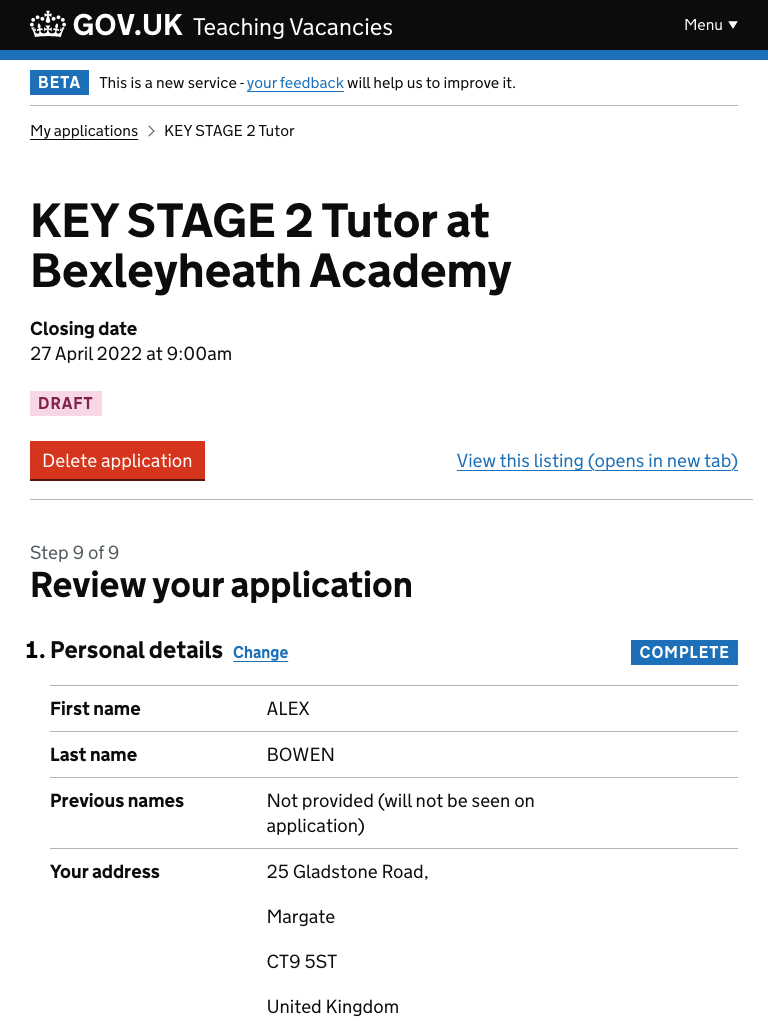 GOV.UK Teaching Vacancies Menu ▼
BETA This is a new service - your feedback will help us to improve it.
My applications > KEY STAGE 2 Tutor
KEY STAGE 2 Tutor at
Bexleyheath Academy
Closing date
27 April 2022 at 9:00am
DRAFT
Delete application View this listing (opens in new tab)
Step 9 of 9
Review your application
1. Personal details Change COMPLETE
First name ALEX
Last name BOWEN
Previous names Not provided (will not be seen on
application)
Your address 25 Gladstone Road,
Margate
CT9 5ST
United Kingdom